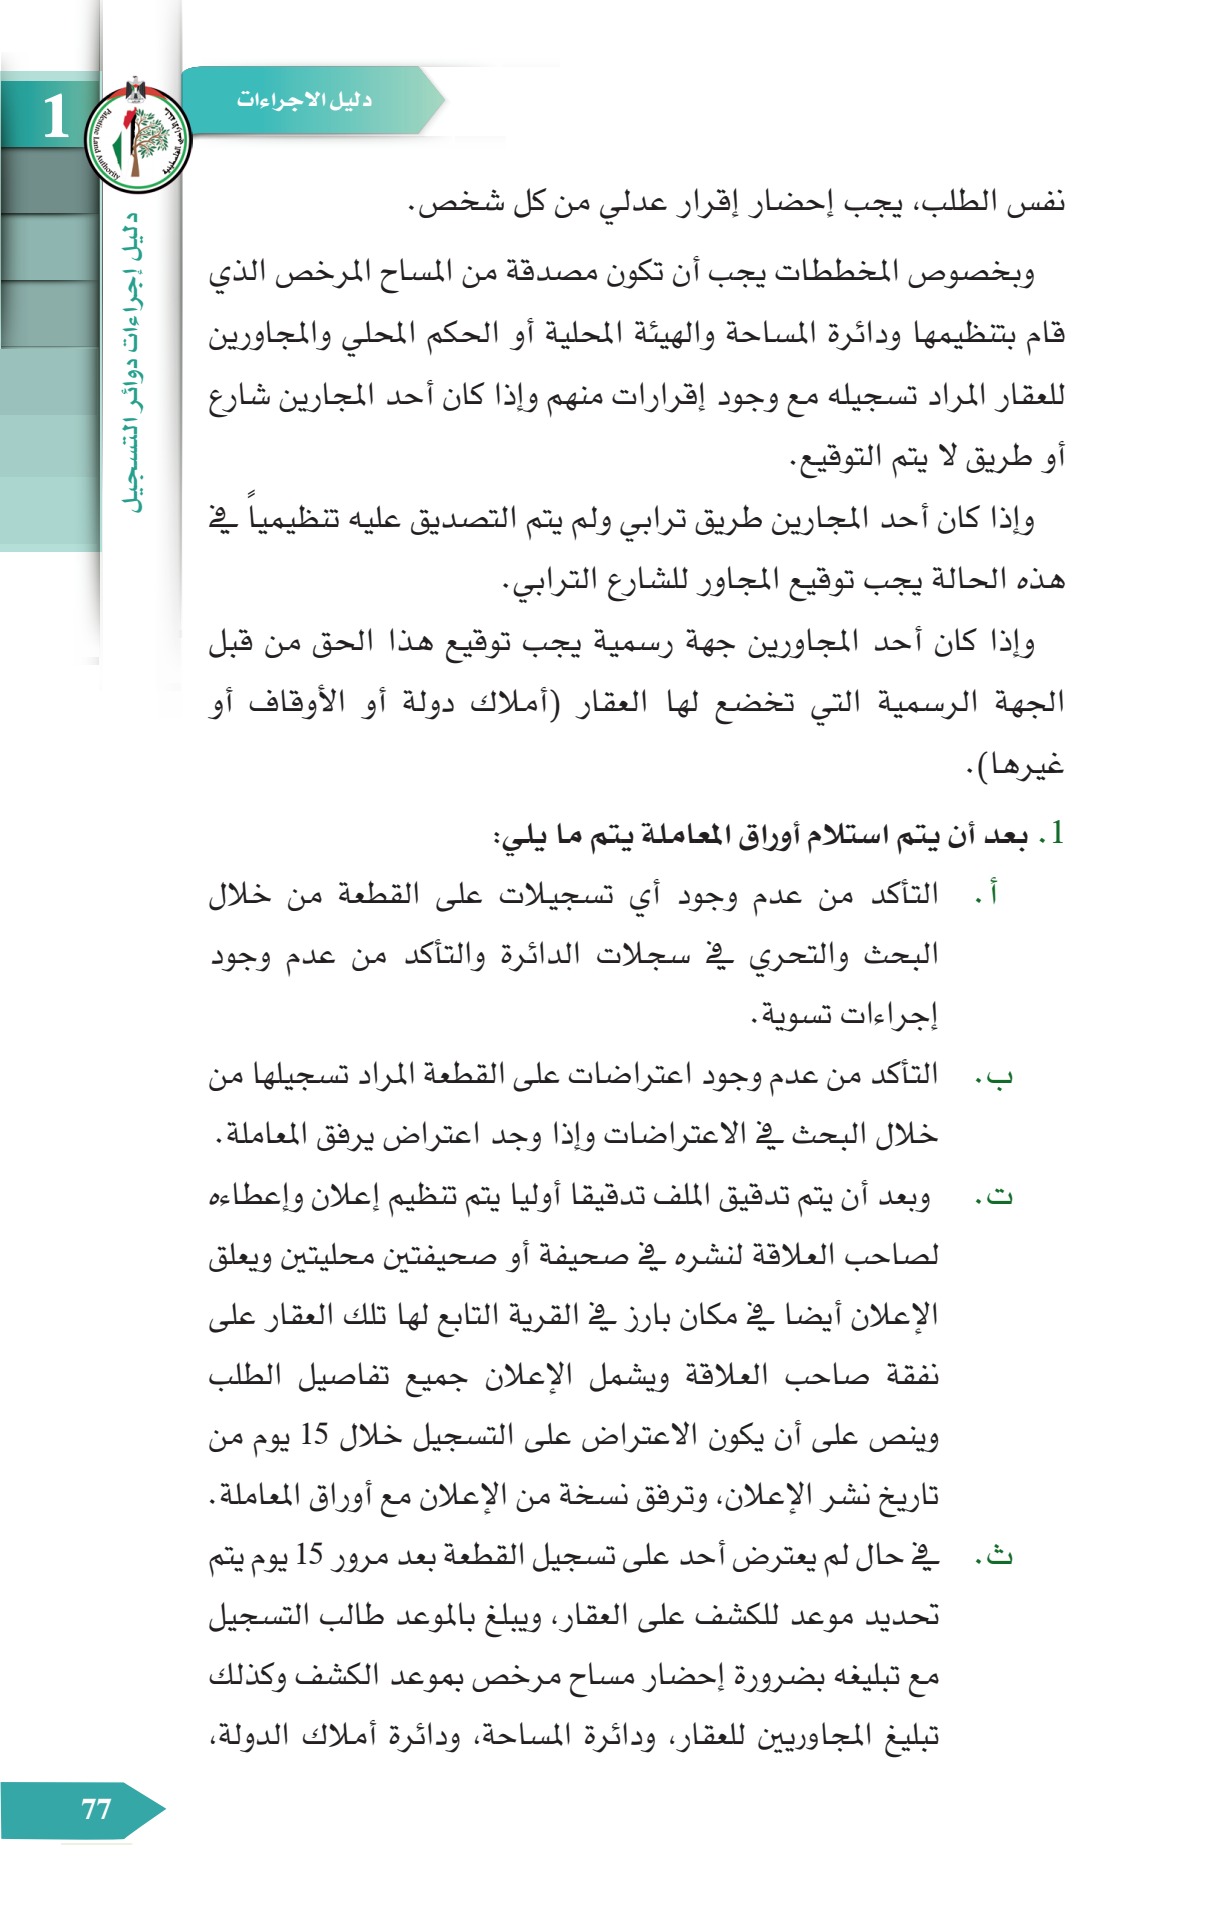 دليل الاجراءات
1
Palestine Land Authority
دليل إجراءات دوائر التسجيل
نفس الطلب، يجب إحضار إقرار عدلي من كل شخص.
وبخصوص المخططات يجب أن تكون مصدقة من المساح المرخص الذي
قام بتنظيمها ودائرة المساحة والهيئة المحلية أو الحكم المحلي والمجاورين
للعقار المراد تسجيله مع وجود إقرارات منهم وإذا كان أحد المجارين شارع
أو طريق لا يتم التوقيع.
وإذا كان أحد المجارين طريق ترابي ولم يتم التصديق عليه تنظيمياً في
هذه الحالة يجب توقيع المجاور للشارع الترابي.
وإذا كان أحد المجاورين جهة رسمية يجب توقيع هذا الحق من قبل
الجهة الرسمية التي تخضع لها العقار (أملاك دولة أو الأوقاف أو
غيرها).
1. بعد أن يتم استلام أوراق المعاملة يتم ما يلي:
أ. التأكد من عدم وجود أي تسجيلات على القطعة من خلال
البحث والتحري في سجلات الدائرة والتأكد من عدم وجود
إجراءات تسوية.
ب. التأكد من عدم وجود اعتراضات على القطعة المراد تسجيلها من
خلال البحث في الاعتراضات وإذا وجد اعتراض يرفق المعاملة.
ت. وبعد أن يتم تدقيق الملف تدقيقا أوليا يتم تنظيم إعلان وإعطاءه
لصاحب العلاقة لنشره في صحيفة أو صحيفتين محليتين ويعلق
الإعلان أيضا في مكان بارز في القرية التابع لها تلك العقار على
نفقة صاحب العلاقة ويشمل الإعلان جميع تفاصيل الطلب
وينص على أن يكون الاعتراض على التسجيل خلال 15 يوم من
تاريخ نشر الإعلان، وترفق نسخة من الإعلان مع أوراق المعاملة.
ث. في حال لم يعترض أحد على تسجيل القطعة بعد مرور 15 يوم يتم
تحديد موعد للكشف على العقار، ويبلغ بالموعد طالب التسجيل
مع تبليغه بضرورة إحضار مساح مرخص بموعد الكشف وكذلك
تبليغ المجاوريين للعقار، ودائرة المساحة، ودائرة أملاك الدولة،
77